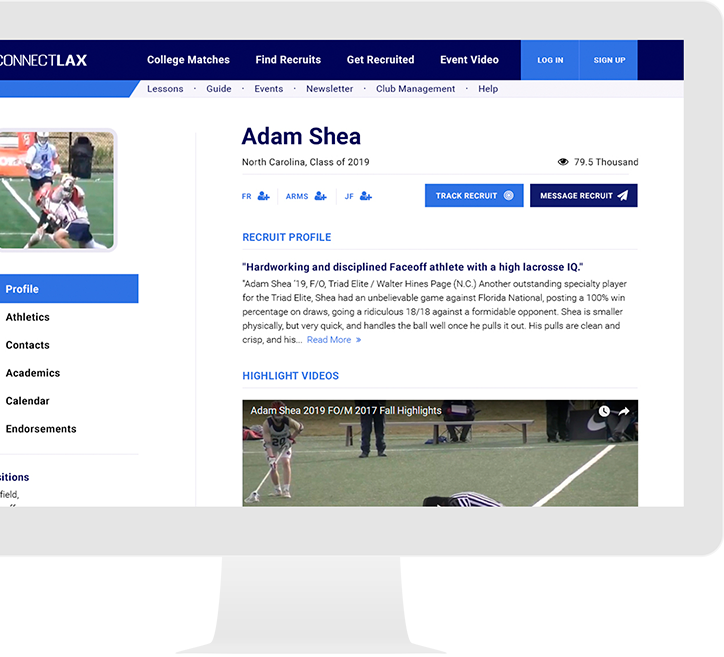 CONNECTLAX
College Matches Find Recruits Get Recruited Event Video LOG IN SIGN UP
Lessons · Guide · Events · Newsletter · Club Management · Help
Adam Shea
North Carolina, Class of 2019 79.5 Thousand
FR ARMS JF TRACK RECRUIT MESSAGE RECRUIT
RECRUIT PROFILE
"Hardworking and disciplined Faceoff athlete with a high lacrosse IQ."
"Adam Shea '19, F/O, Triad Elite / Walter Hines Page (N.C.) Another outstanding specialty player
for the Triad Elite, Shea had an unbelievable game against Florida National, posting a 100% win
percentage on draws, going a ridiculous 18/18 against a formidable opponent. Shea is smaller
physically, but very quick, and handles the ball well once he pulls it out. His pulls are clean and
crisp, and his... Read More »
HIGHLIGHT VIDEOS
Adam Shea 2019 FO/M 2017 Fall Highlights
20
Profile
Athletics
Contacts
Academics
Calendar
Endorsements
sitions
field,